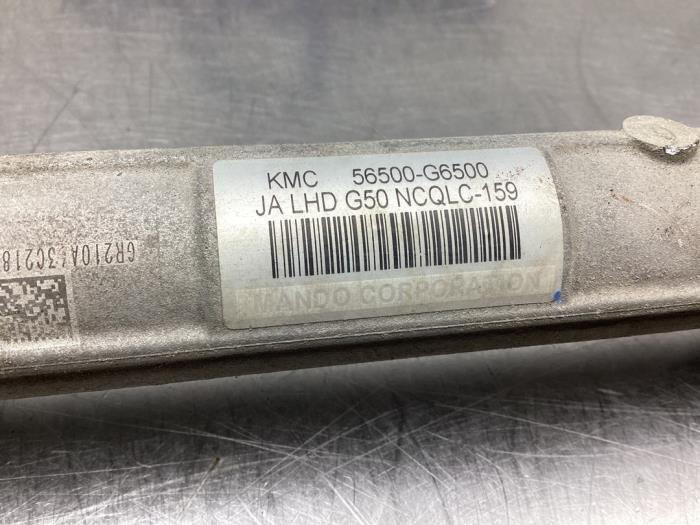 KMC 56500-G6500
JA LHD G50 NCQLC-159
MANDO CORPORATION